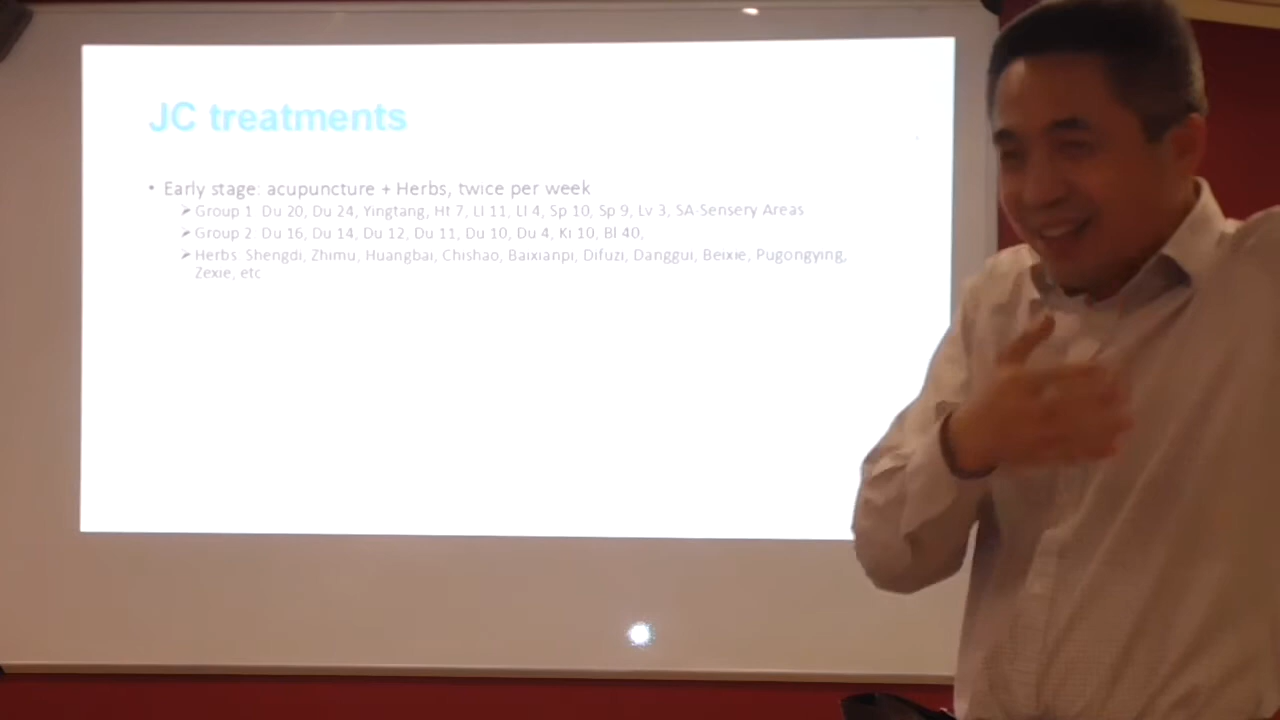 JC treatments
• Early stage: acupuncture + Herbs, twice per week
➢ Group 1 Du 20, Du 24, Yingtang, Ht 7, LI 11, LI 4, Sp 10, Sp 9, Lv 3, SA-Sensery Areas
➢ Group 2 Du 16, Du 14, Du 12, Du 11, Du 10, Du 4, Ki 10, Bl 40,
➢ Herbs Shengdi, Zhimu, Huangbai, Chishao, Baixianpi, Difuzi, Danggui, Beixie, Pugongying,
Zexie, etc